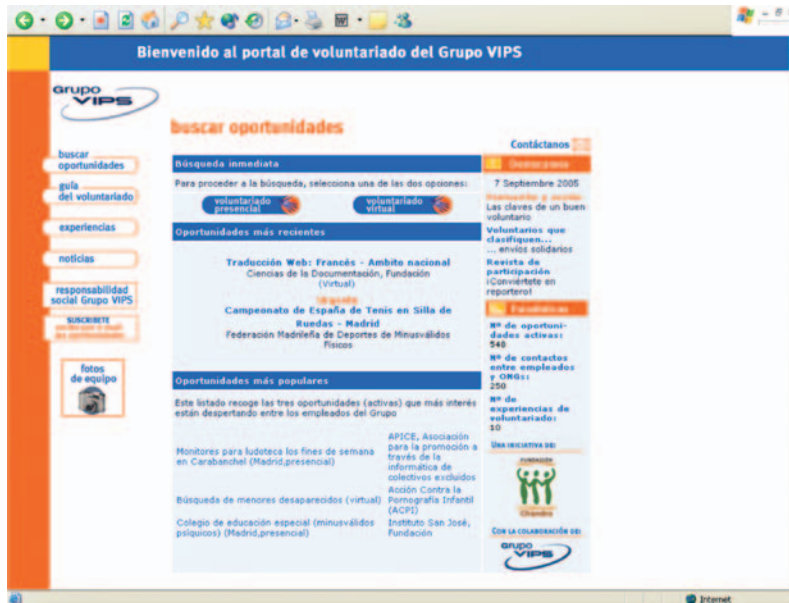 Bienvenido al portal de voluntariado del Grupo VIPS
Grupo
VIPS
buscar
oportunidades
guía
del voluntariado
experiencias
noticias
responsabilidad
social Grupo VIPS
SUSCRIBETE
fotos
de equipo
buscar oportunidades
Búsqueda inmediata
Para proceder a la búsqueda, selecciona una de las dos opciones:
voluntariado
presencial
voluntariado
virtual
Oportunidades más recientes
Traducción Web: Francés - Ambito nacional
Ciencias de la Documentación, Fundación
(Virtual)
Urgente
Campeonato de España de Tenis en Silla de
Ruedas - Madrid
Federación Madrileña de Deportes de Minusválidos
Físicos
Oportunidades más populares
Este listado recoge las tres oportunidades (activas) que más interés
están despertando entre los empleados del Grupo
Monitores para ludoteca los fines de semana
en Carabanchel (Madrid,presencial)
APICE, Asociación
para la promoción a
través de la
informática de
colectivos excluidos
Búsqueda de menores desaparecidos (virtual)
Acción Contra la
Pornografía Infantil
(ACPI)
Colegio de educación especial (minusválidos
psíquicos) (Madrid,presencial)
Instituto San José,
Fundación
Contáctanos
7 Septiembre 2005
Las claves de un buen
voluntario
Voluntarios que
clasifiquen...
... envíos solidarios
Revista de
participación
¡Conviértete en
reportero!
Estadísticas
Nº de oportuni-
dades activas:
540
Nº de contactos
entre empleados
y ONGs:
250
Nº de
experiencias de
voluntariado:
10
UNA INICIATIVA DE:
FUNDACIÓN
CON LA COLABORACIÓN DE:
Grupo
VIPS
Internet